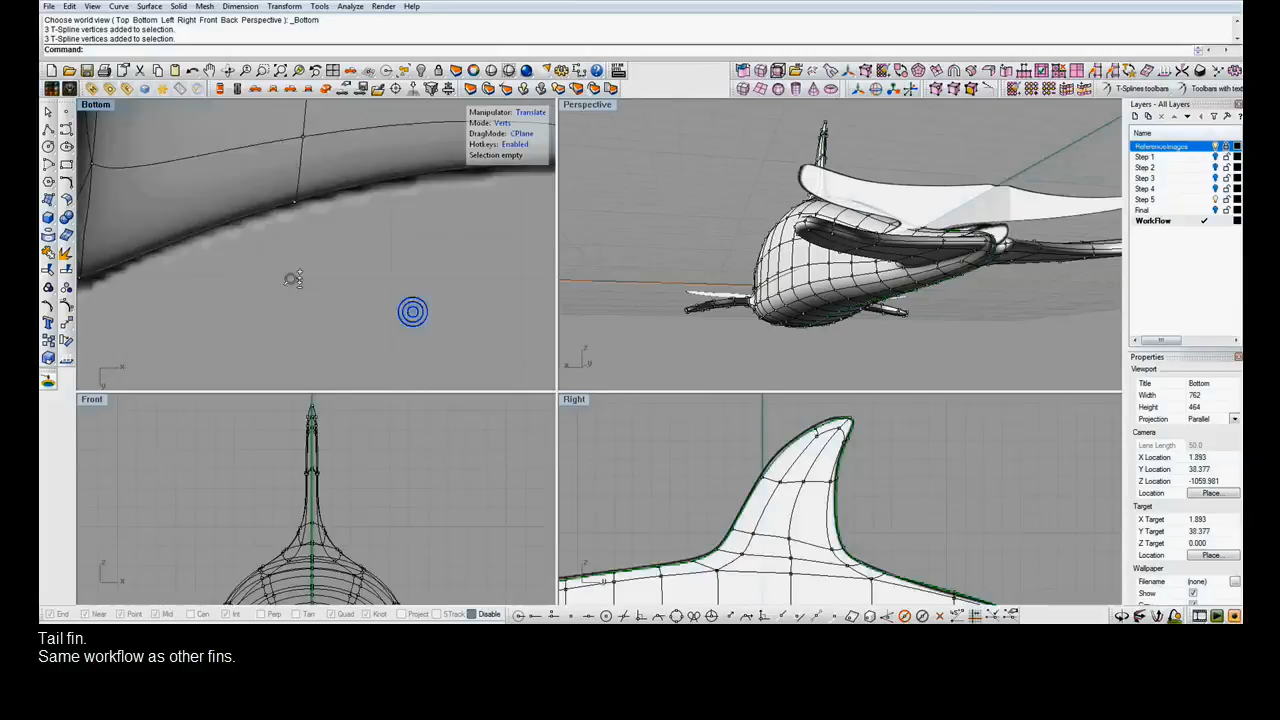 File Edit View Curve Surface Solid Mesh Dimension Transform Tools Analyze Render Help
Choose world view ( Top Bottom Left Right Front Back Perspective ): _Bottom
3 T-Spline vertices added to selection.
3 T-Spline vertices added to selection.
Command:
T-Splines toolbars
Toolbars with text
Bottom
Manipulator: Translate
Mode: Verts
DragMode: CPlane
Hotkeys: Enabled
Selection empty
x
y
Perspective
z
x
y
Layers - All Layers
Name
ReferenceImages
Step 1
Step 2
Step 3
Step 4
Step 5
Final
WorkFlow
Properties
Viewport
Title Bottom
Width 762
Height 464
Projection Parallel
Camera
Lens Length 50.0
X Location 1.893
Y Location 38.377
Z Location -1059.981
Location Place...
Target
X Target 1.893
Y Target 38.377
Z Target 0.000
Location Place...
Wallpaper
Filename (none)
Show
Front
z
x
Right
z
y
End Near Point Mid Cen Int Perp Tan Quad Knot Project STrack Disable
Tail fin.
Same workflow as other fins.